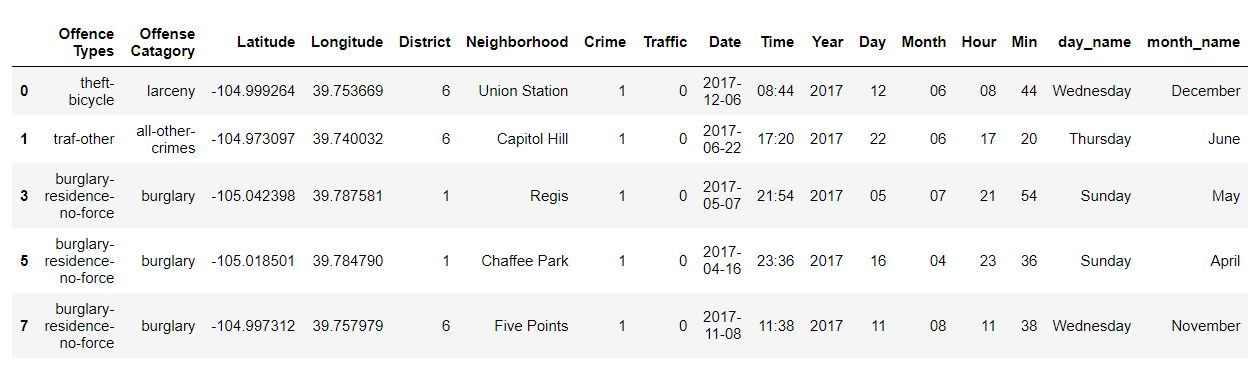 Offence Types Offense Catagory Latitude Longitude District Neighborhood Crime Traffic Date Time Year Day Month Hour Min day_name month_name
0 theft-bicycle larceny -104.999264 39.753669 6 Union Station 1 0 2017-12-06 08:44 2017 12 06 08 44 Wednesday December
1 traf-other all-other-crimes -104.973097 39.740032 6 Capitol Hill 1 0 2017-06-22 17:20 2017 22 06 17 20 Thursday June
3 burglary-residence-no-force burglary -105.042398 39.787581 1 Regis 1 0 2017-05-07 21:54 2017 05 07 21 54 Sunday May
5 burglary-residence-no-force burglary -105.018501 39.784790 1 Chaffee Park 1 0 2017-04-16 23:36 2017 16 04 23 36 Sunday April
7 burglary-residence-no-force burglary -104.997312 39.757979 6 Five Points 1 0 2017-11-08 11:38 2017 11 08 11 38 Wednesday November